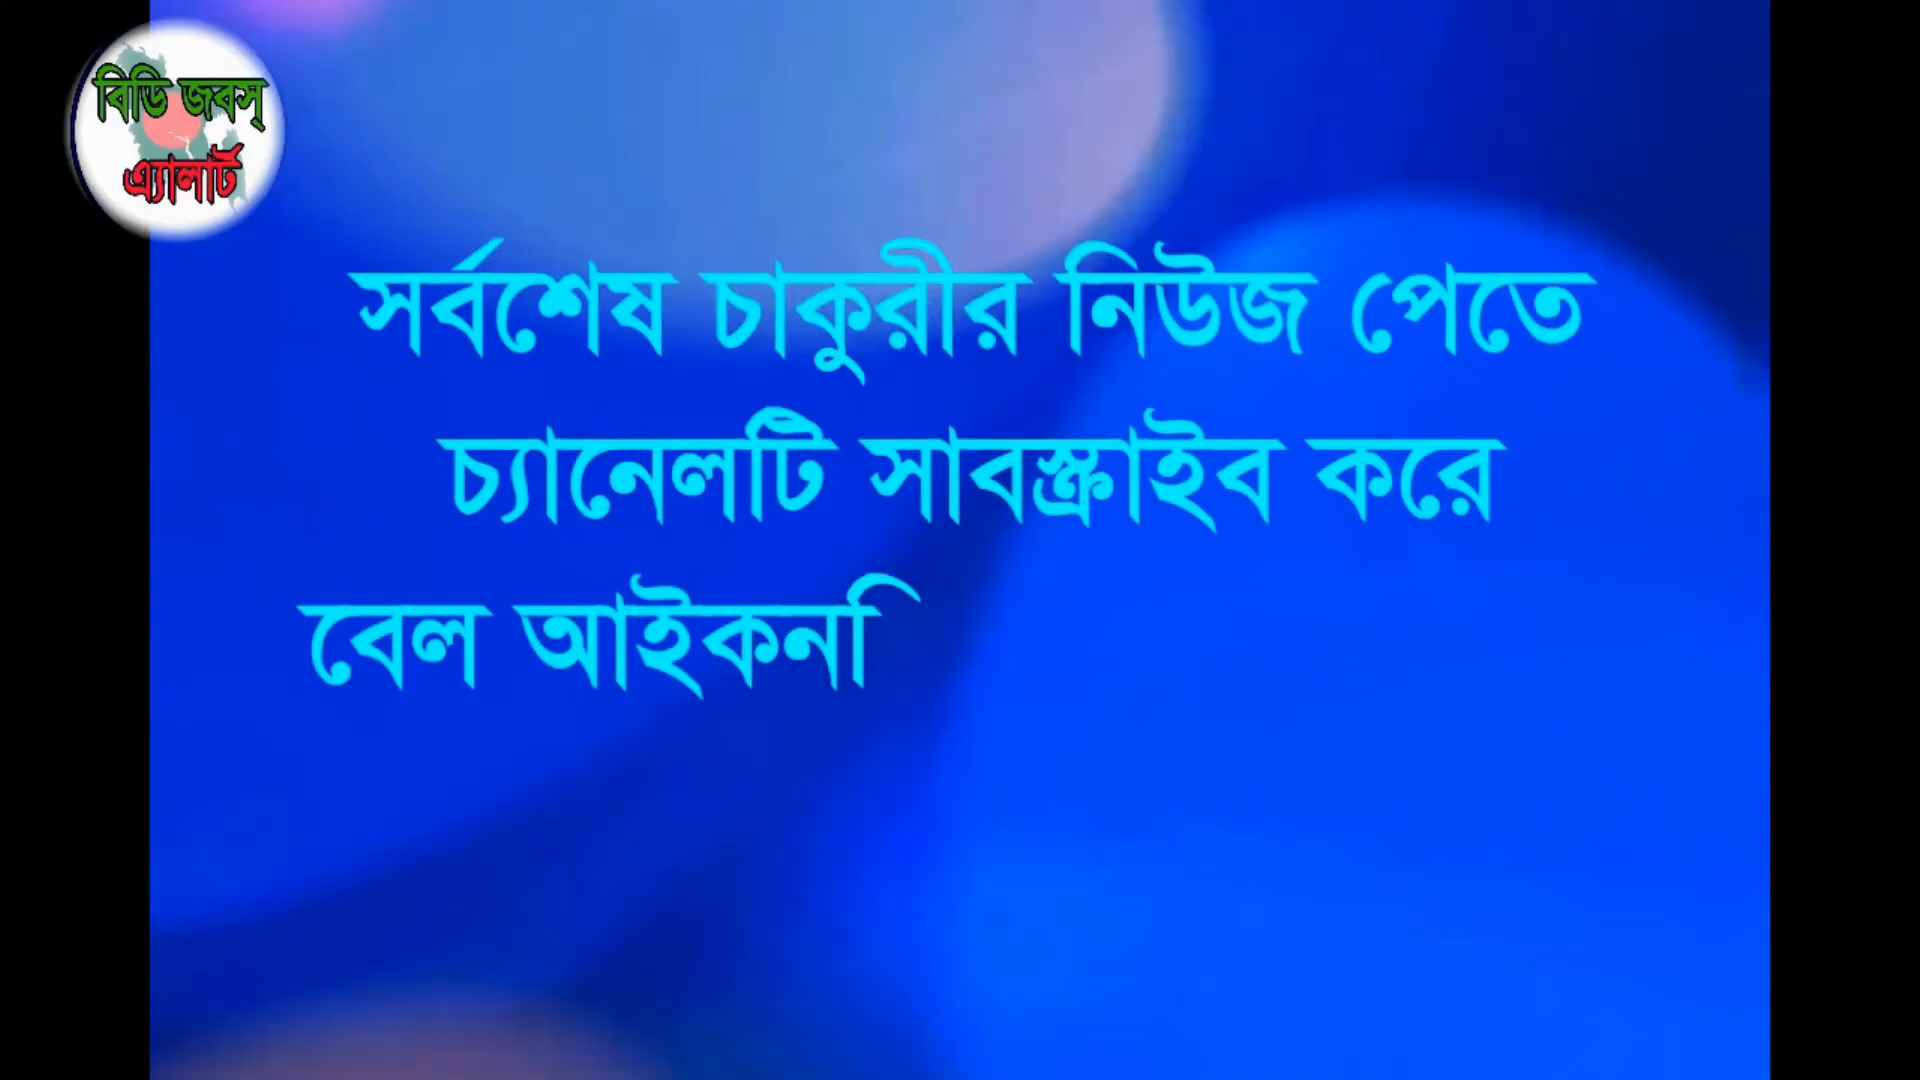 বিডি জবস্
এ্যালার্ট
সর্বশেষ চাকুরীর নিউজ পেতে
চ্যানেলটি সাবস্ক্রাইব করে
বেল আইকনি